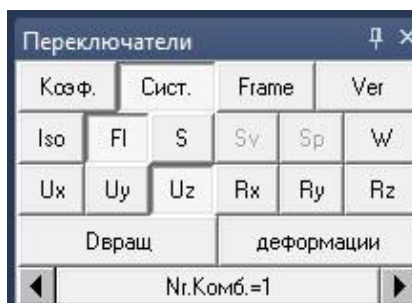 Переключатели
Коэф. Сист. Frame Ver
Iso Fl S Sv Sp W
Ux Uy Uz Rx Ry Rz
Dвращ деформации
Nr.Комб.=1